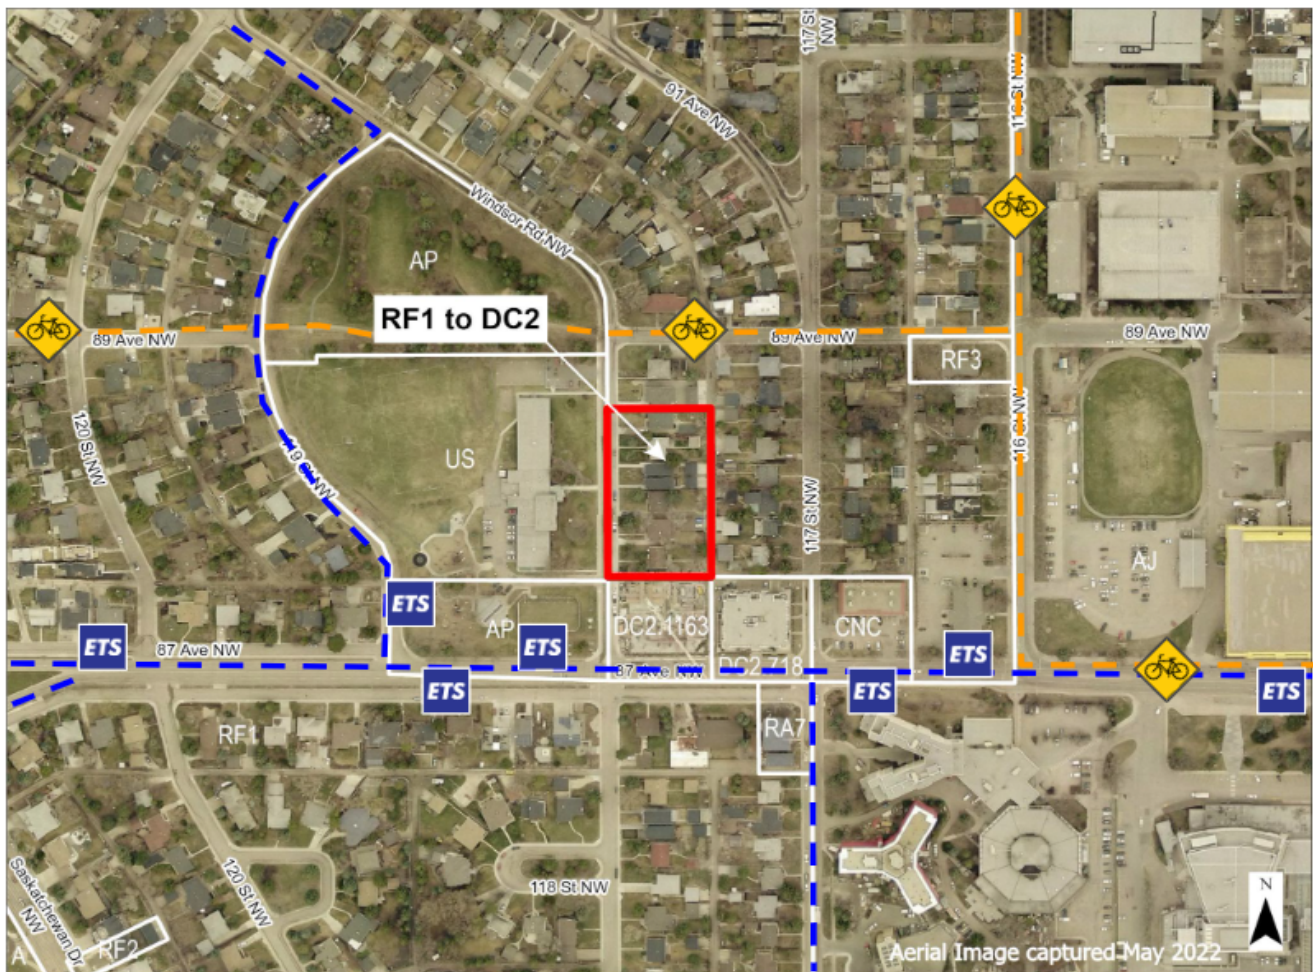 117 St
NW
91 Ave NW
116 St NW
Windsor Rd NW
AP
RF1 to DC2
89 Ave NW
89 Ave NW
89 Ave NW
RF3
120 St NW
US
119 St NW
117 St NW
116 St NW
AJ
ETS
AP
DC2.1163
CNC
ETS
87 Ave NW
ETS
87 Ave NW
DC2.718
ETS
ETS
ETS
ETS
RF1
RA7
120 St NW
118 St NW
Saskatchewan Dr
NW
RF2
A
N
Aerial Image captured May 2022